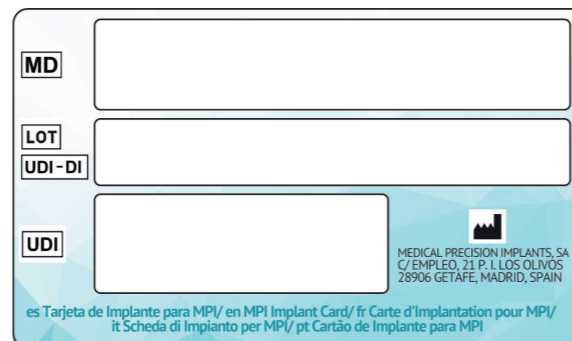 MD
LOT
UDI-DI
UDI
MEDICAL PRECISION IMPLANTS, SA
C/ EMPLEO, 21 P. I. LOS OLIVOS
28906 GETAFE, MADRID, SPAIN
es Tarjeta de Implante para MPI/ en MPI Implant Card/ fr Carte d'Implantation pour MPI/
it Scheda di Impianto per MPI/ pt Cartão de Implante para MPI